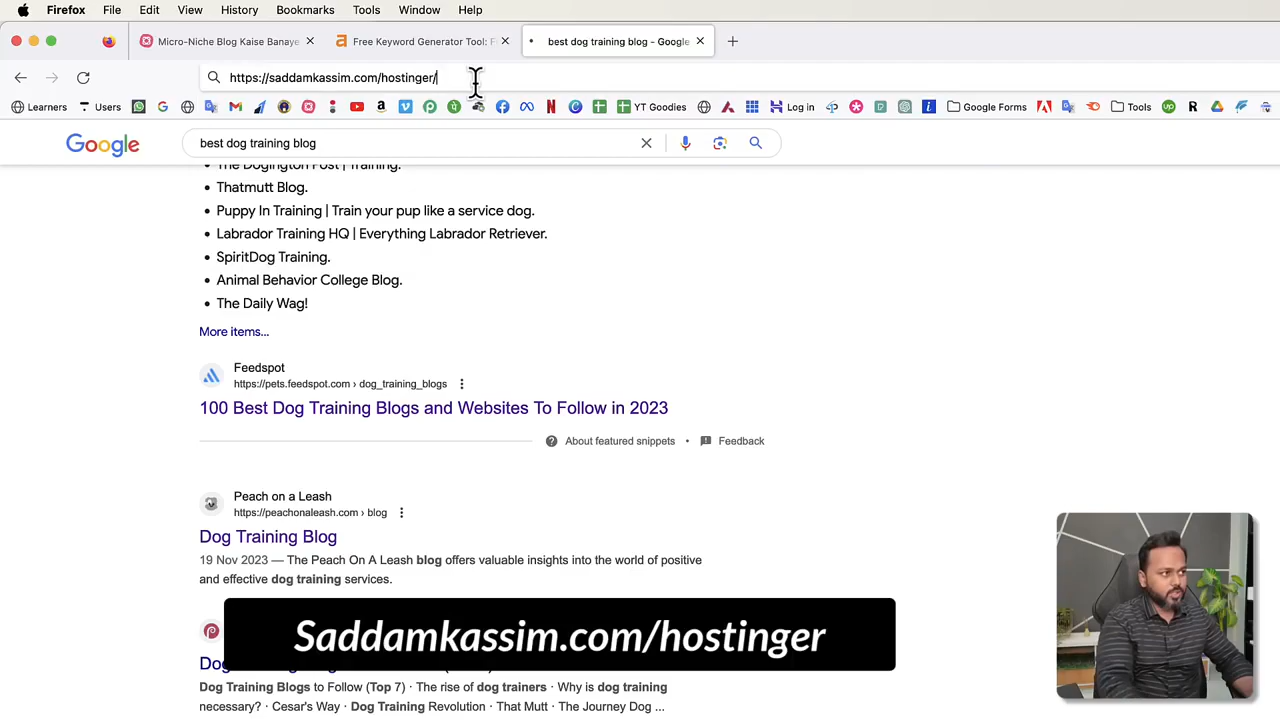 Firefox File Edit View History Bookmarks Tools Window Help
Micro-Niche Blog Kaise Banaye
Free Keyword Generator Tool: F
best dog training blog - Google
https://saddamkassim.com/hostinger/
Learners Users YT Goodies Log in Google Forms Tools
Google
best dog training blog
The Dogington Post | Training.
Thatmutt Blog.
Puppy In Training | Train your pup like a service dog.
Labrador Training HQ | Everything Labrador Retriever.
SpiritDog Training.
Animal Behavior College Blog.
The Daily Wag!
More items...
Feedspot
https://pets.feedspot.com › dog_training_blogs
100 Best Dog Training Blogs and Websites To Follow in 2023
About featured snippets • Feedback
Peach on a Leash
https://peachonaleash.com › blog
Dog Training Blog
19 Nov 2023 — The Peach On A Leash blog offers valuable insights into the world of positive
and effective dog training services.
Saddamkassim.com/hostinger
Dog Training Blogs to Follow (Top 7) · The rise of dog trainers · Why is dog training
necessary? · Cesar's Way · Dog Training Revolution · That Mutt · The Journey Dog ...